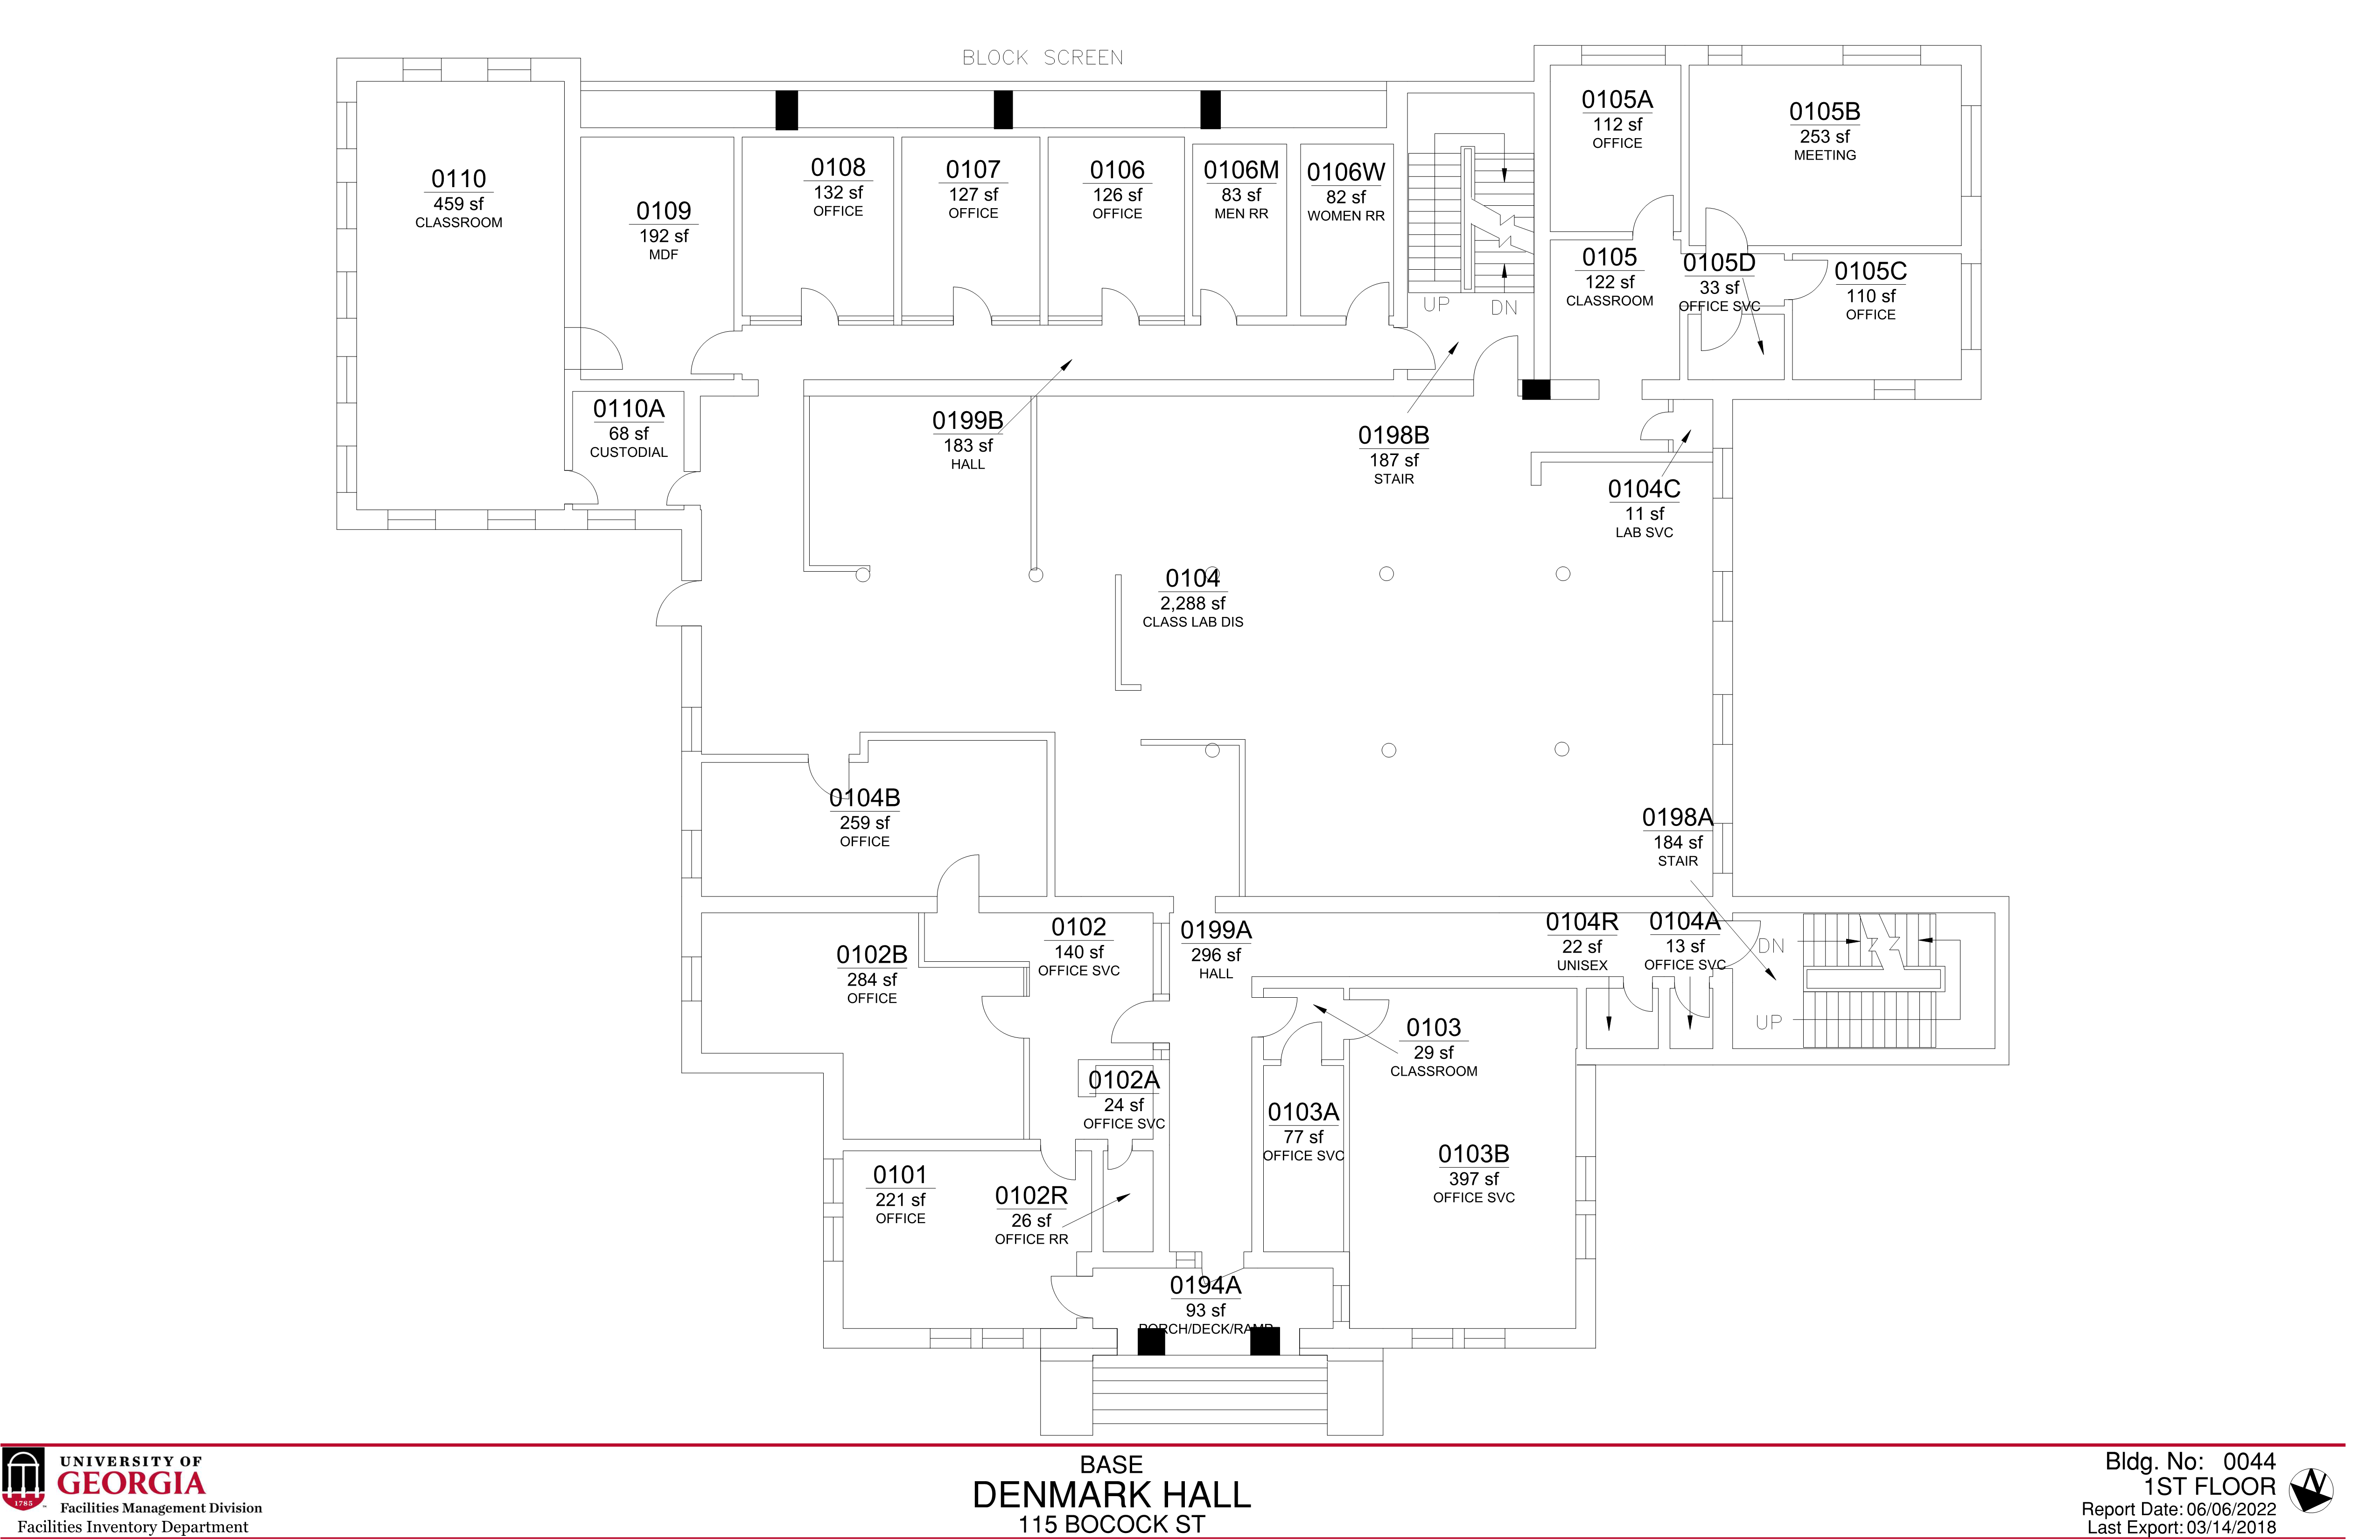 BLOCK SCREEN
0110
459 sf
CLASSROOM
0109
192 sf
MDF
0108
132 sf
OFFICE
0107
127 sf
OFFICE
0106
126 sf
OFFICE
0106M
83 sf
MEN RR
0106W
82 sf
WOMEN RR
UP
DN
0105A
112 sf
OFFICE
0105B
253 sf
MEETING
0105
122 sf
CLASSROOM
0105D
33 sf
OFFICE SVC
0105C
110 sf
OFFICE
0110A
68 sf
CUSTODIAL
0199B
183 sf
HALL
0198B
187 sf
STAIR
0104C
11 sf
LAB SVC
0104
2,288 sf
CLASS LAB DIS
0104B
259 sf
OFFICE
0198A
184 sf
STAIR
0102B
284 sf
OFFICE
0102
140 sf
OFFICE SVC
0199A
296 sf
HALL
0104R
22 sf
UNISEX
0104A
13 sf
OFFICE SVC
DN
UP
0103
29 sf
CLASSROOM
0102A
24 sf
OFFICE SVC
0103A
77 sf
OFFICE SVC
0103B
397 sf
OFFICE SVC
0101
221 sf
OFFICE
0102R
26 sf
OFFICE RR
0194A
93 sf
PORCH/DECK/RAMP
1785
UNIVERSITY OF
GEORGIA
Facilities Management Division
Facilities Inventory Department
BASE
DENMARK HALL
115 BOCOCK ST
Bldg. No: 0044
1ST FLOOR
Report Date: 06/06/2022
Last Export: 03/14/2018
N